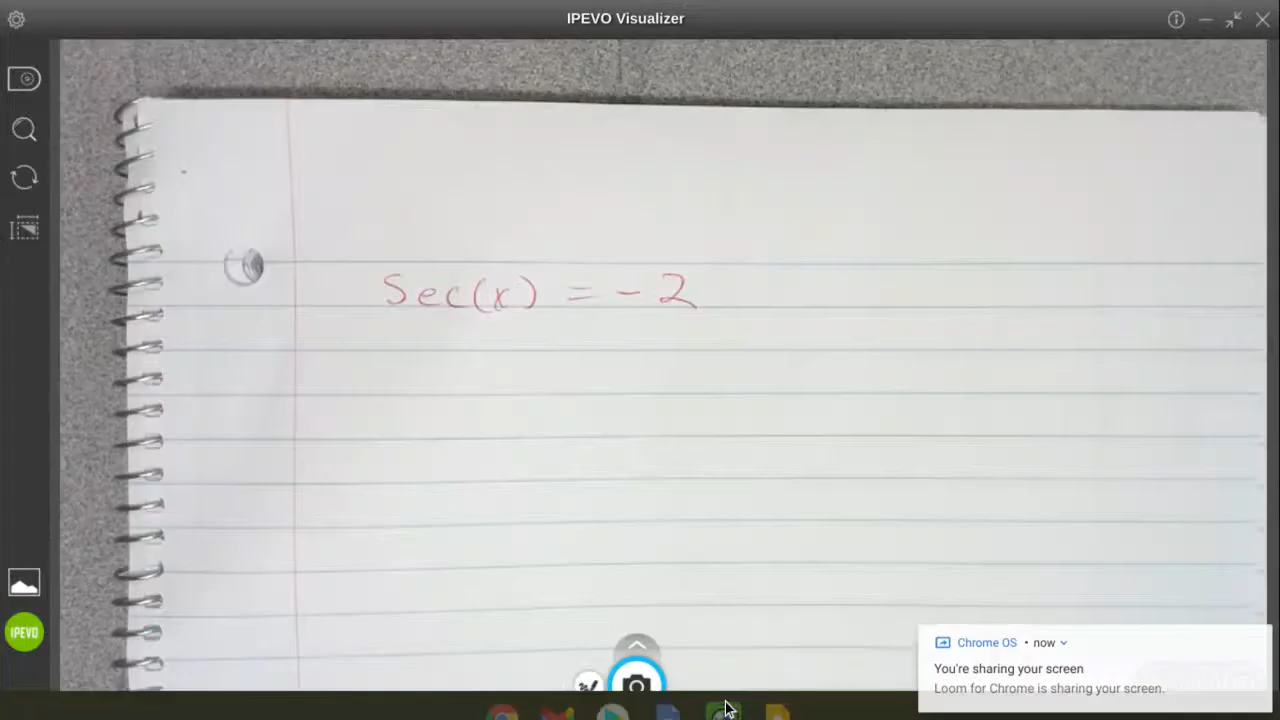 IPEVO Visualizer
Sec(x) = - 2
IPEVO
Chrome OS • now
You're sharing your screen
Loom for Chrome is sharing your screen.